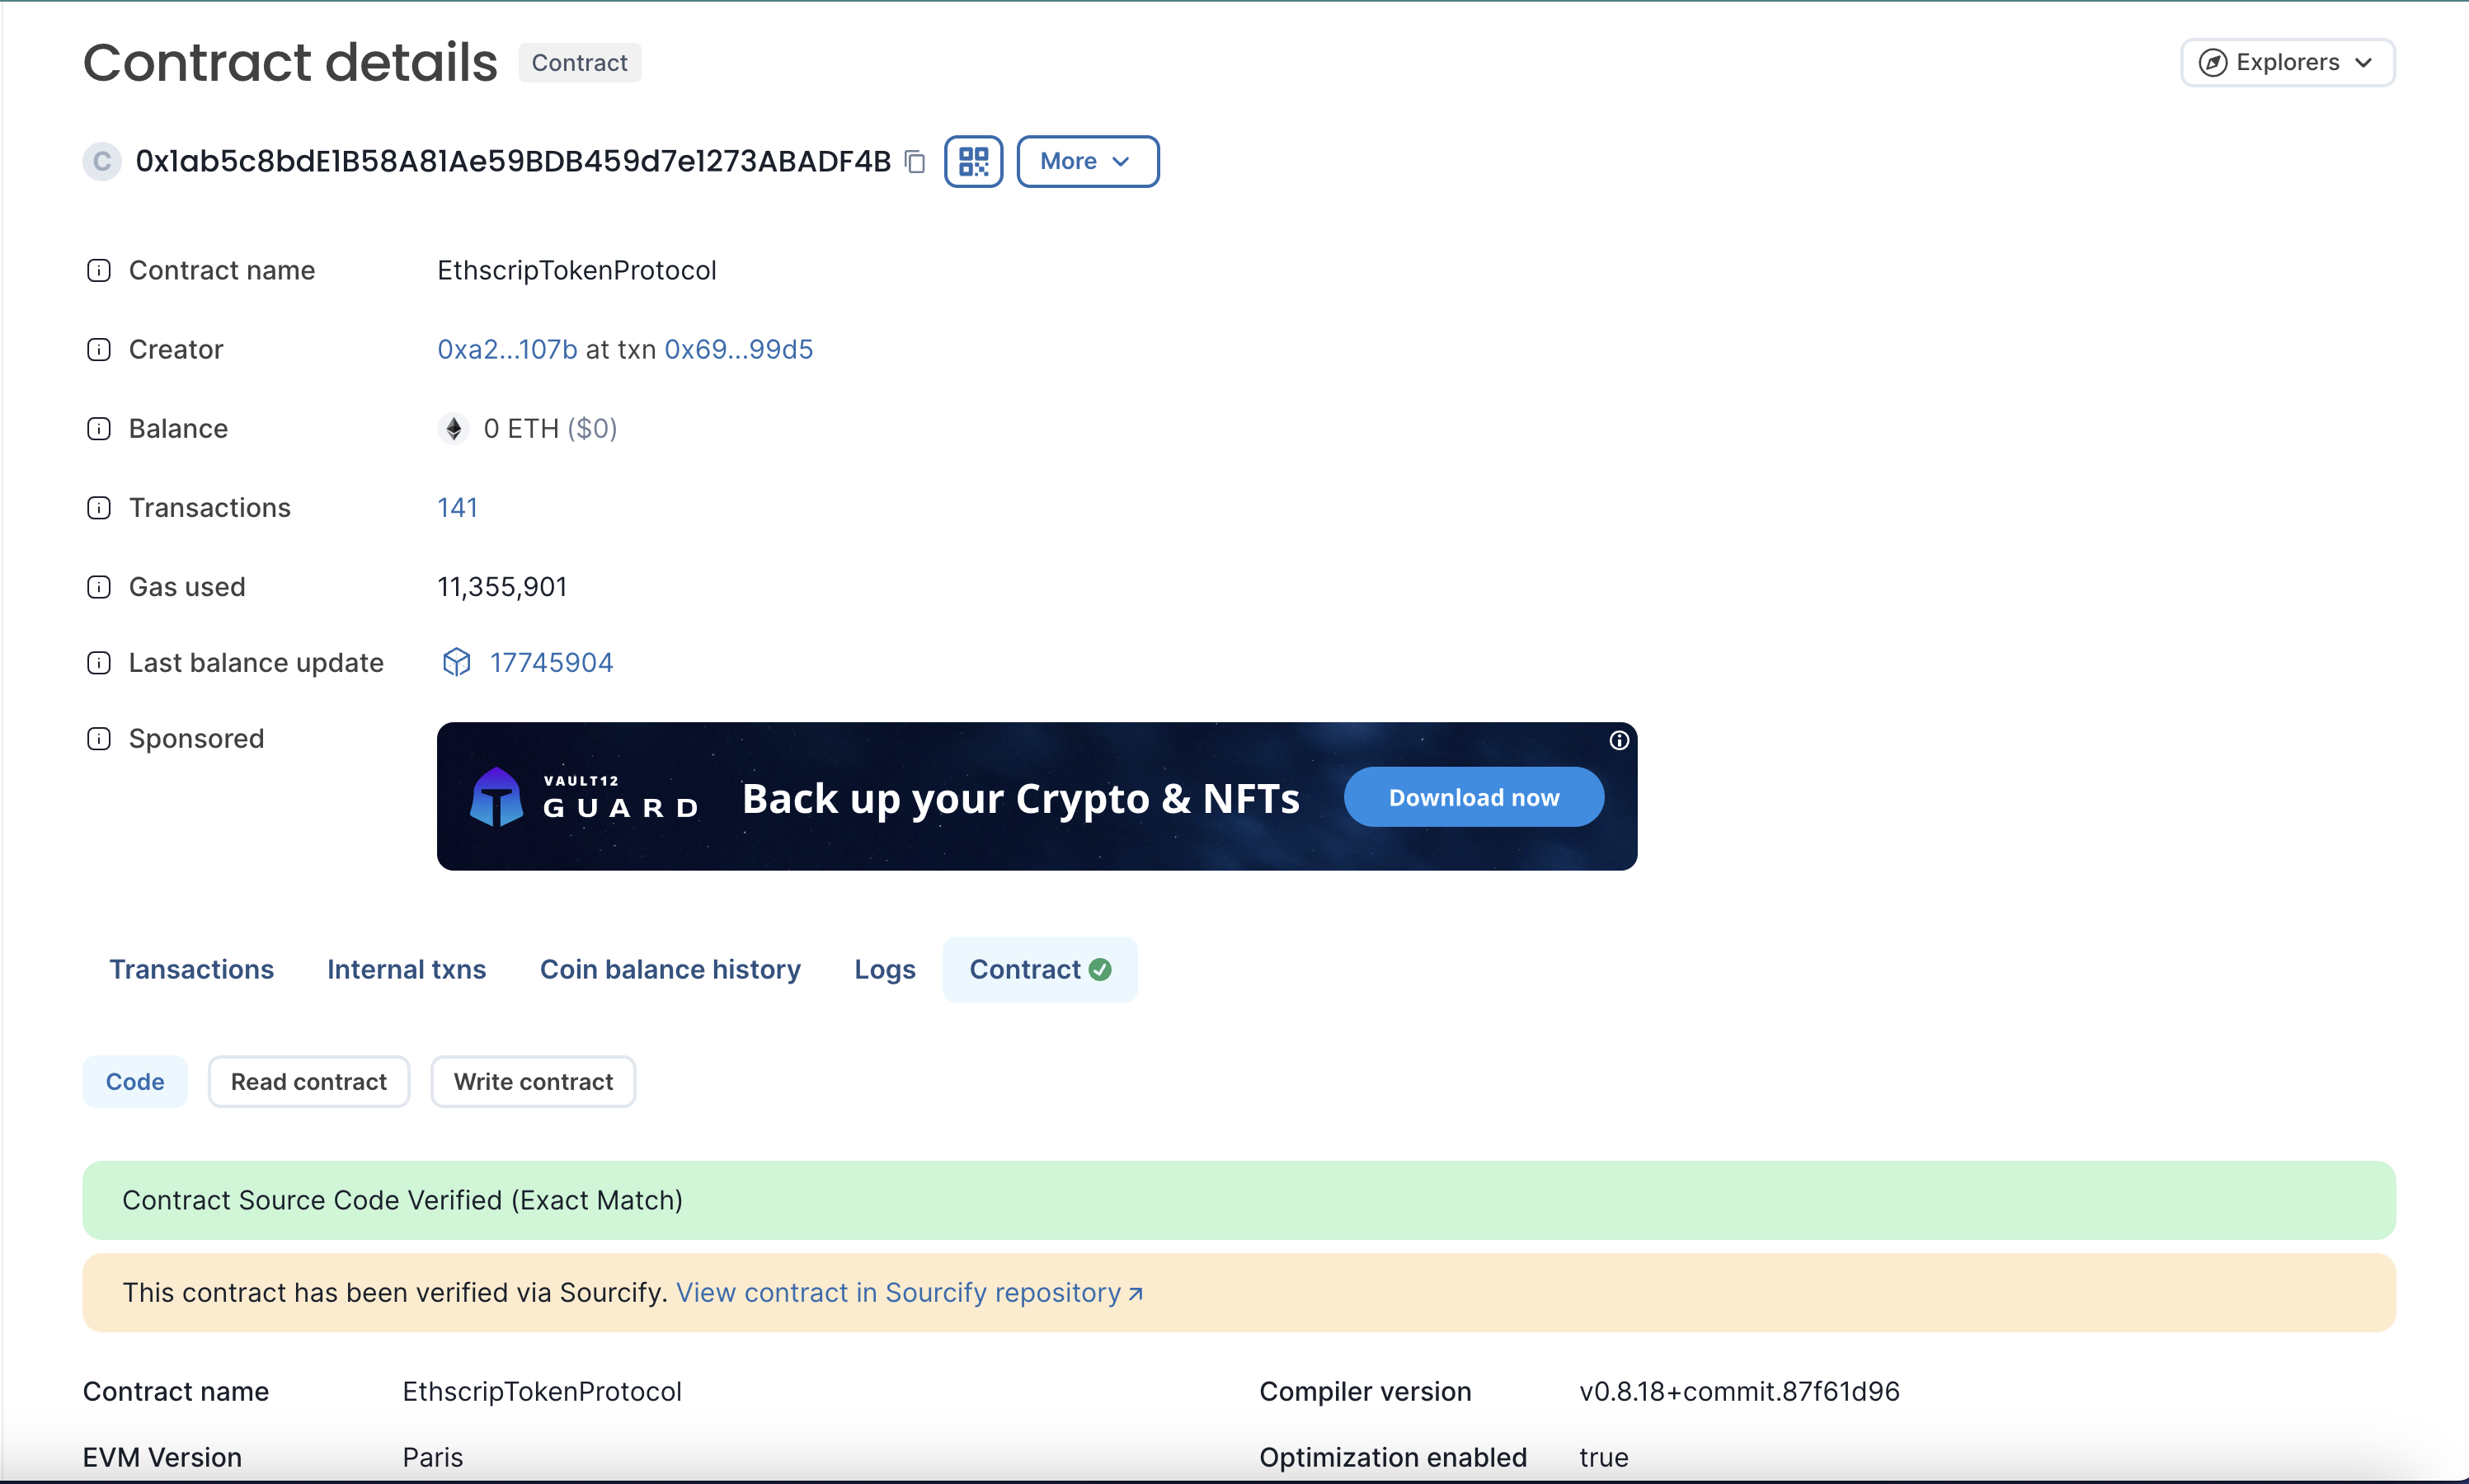 Contract details Contract Explorers
C 0x1ab5c8bdE1B58A81Ae59BDB459d7e1273ABADF4B More
Contract name EthscripTokenProtocol
Creator 0xa2...107b at txn 0x69...99d5
Balance 0 ETH ($0)
Transactions 141
Gas used 11,355,901
Last balance update 17745904
Sponsored
VAULT12
GUARD Back up your Crypto & NFTs Download now
Transactions Internal txns Coin balance history Logs Contract
Code Read contract Write contract
Contract Source Code Verified (Exact Match)
This contract has been verified via Sourcify. View contract in Sourcify repository
Contract name EthscripTokenProtocol Compiler version v0.8.18+commit.87f61d96
EVM Version Paris Optimization enabled true